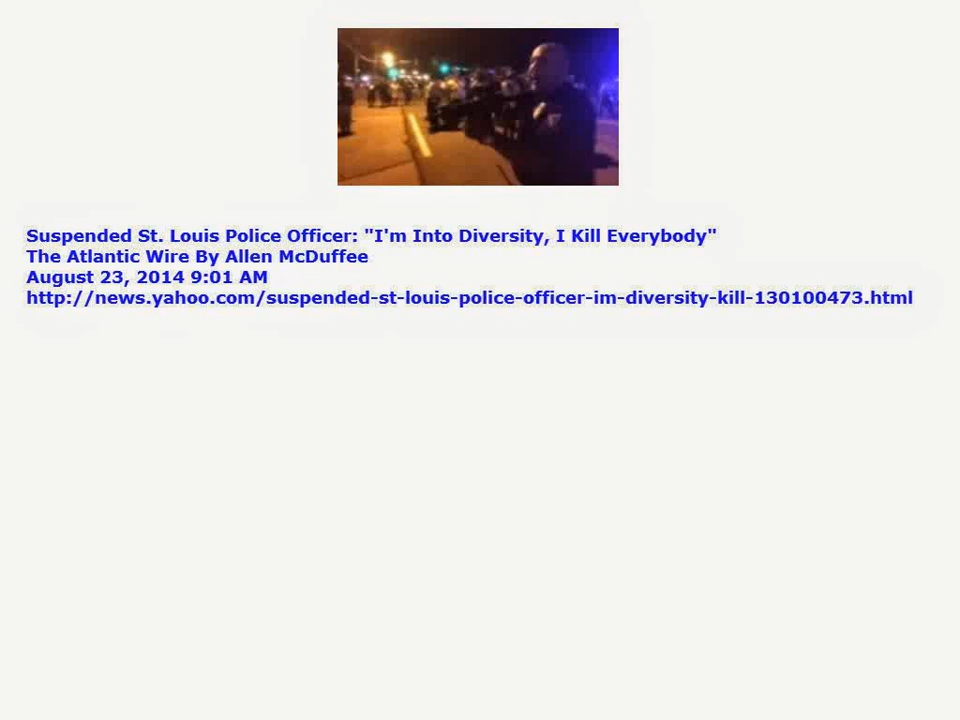 Suspended St. Louis Police Officer: "I'm Into Diversity, I Kill Everybody"
The Atlantic Wire By Allen McDuffee
August 23, 2014 9:01 AM
http://news.yahoo.com/suspended-st-louis-police-officer-im-diversity-kill-130100473.html